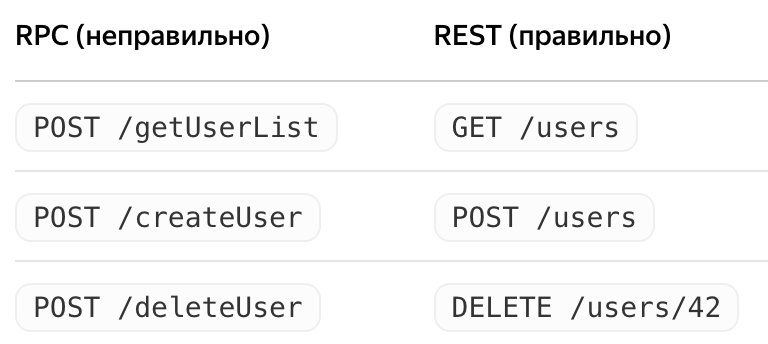 RPC (неправильно) REST (правильно)
POST /getUserList GET /users
POST /createUser POST /users
POST /deleteUser DELETE /users/42